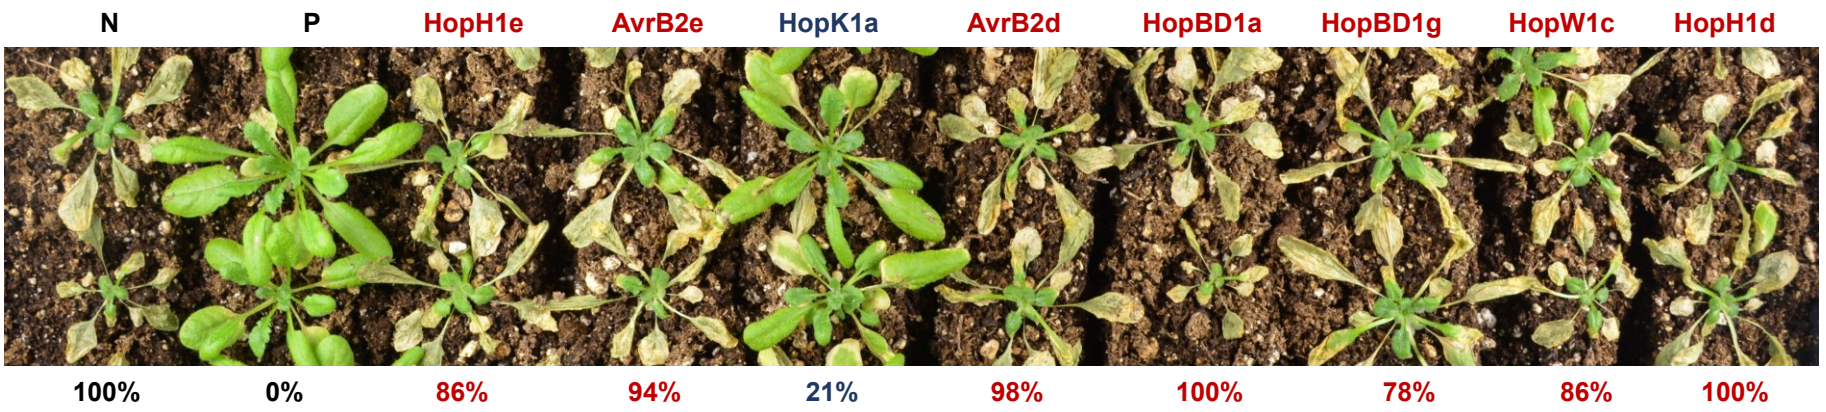 N P HopH1e AvrB2e HopK1a AvrB2d HopBD1a HopBD1g HopW1c HopH1d
100% 0% 86% 94% 21% 98% 100% 78% 86% 100%